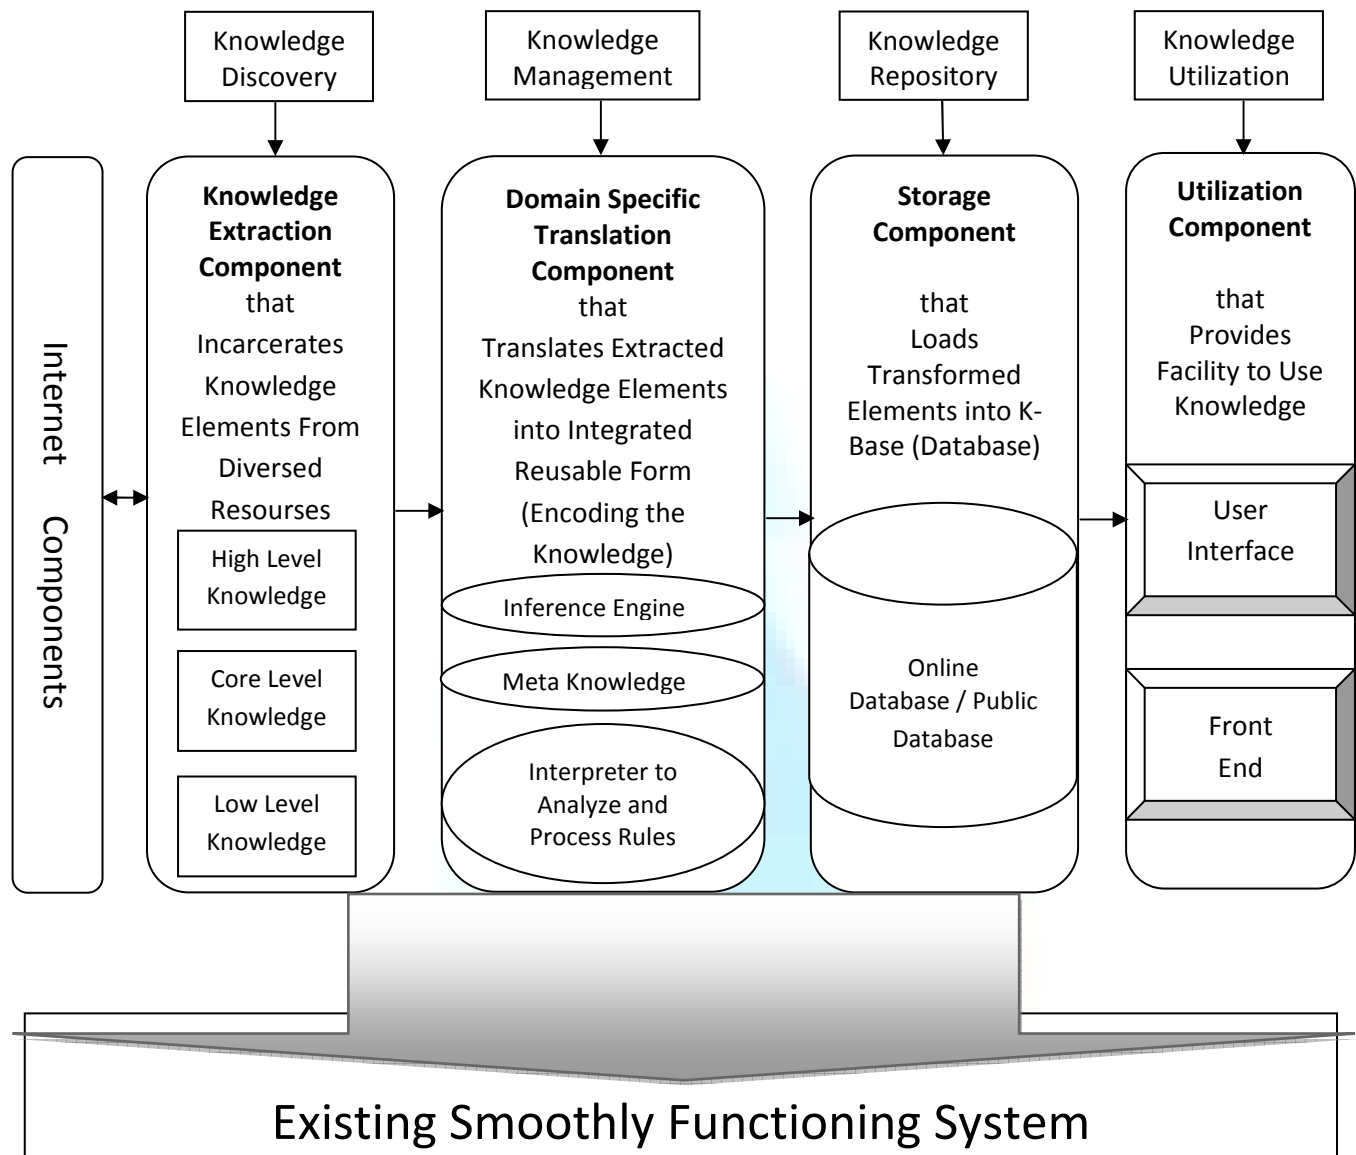 Knowledge
Discovery
Knowledge
Management
Knowledge
Repository
Knowledge
Utilization
Internet Components
Knowledge
Extraction
Component
that
Incarcerates
Knowledge
Elements From
Diversed
Resourses
High Level
Knowledge
Core Level
Knowledge
Low Level
Knowledge
Domain Specific
Translation
Component
that
Translates Extracted
Knowledge Elements
into Integrated
Reusable Form
(Encoding the
Knowledge)
Inference Engine
Meta Knowledge
Interpreter to
Analyze and
Process Rules
Storage
Component
that
Loads
Transformed
Elements into K-
Base (Database)
Online
Database / Public
Database
Utilization
Component
that
Provides
Facility to Use
Knowledge
User
Interface
Front
End
Existing Smoothly Functioning System